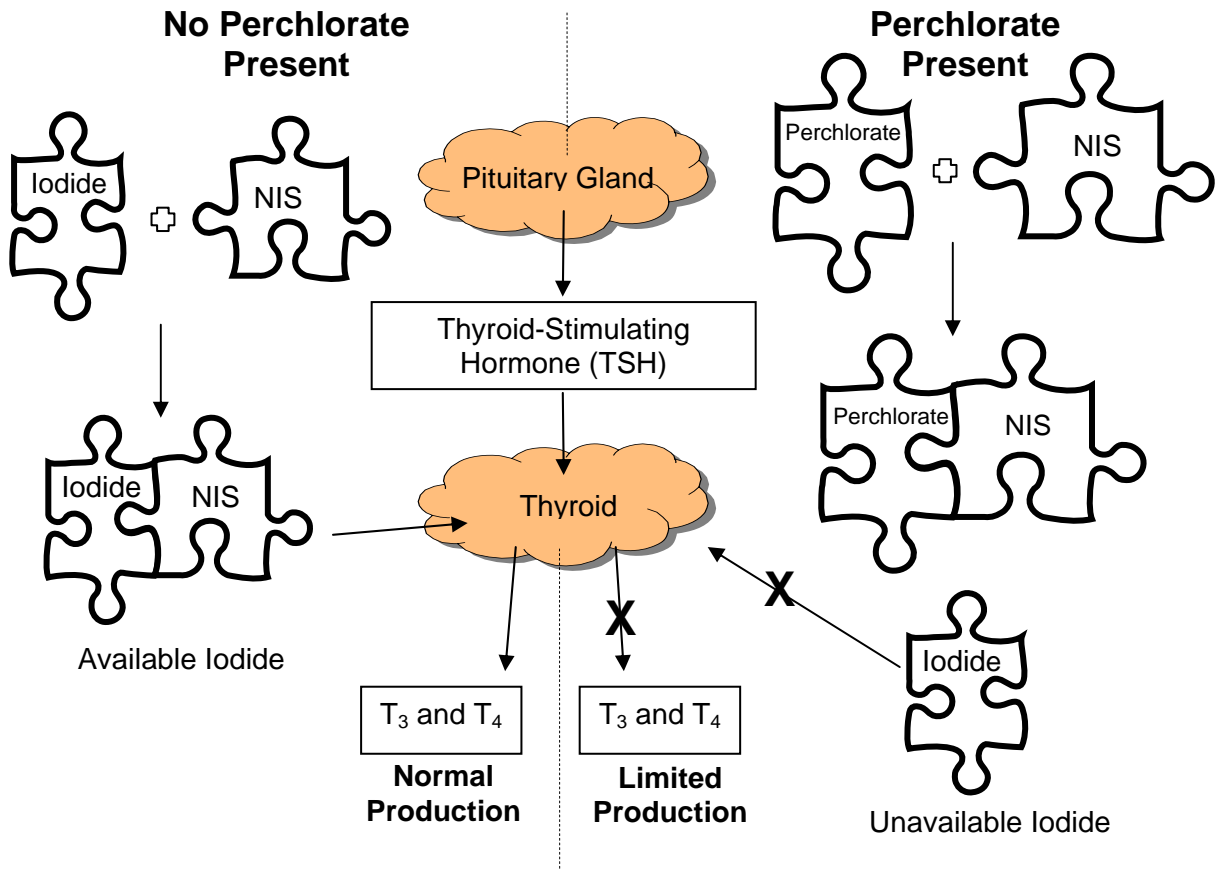 No Perchlorate
Present
Perchlorate
Present
Iodide
NIS
Pituitary Gland
Perchlorate
NIS
Thyroid-Stimulating
Hormone (TSH)
Iodide
NIS
Available Iodide
Thyroid
Perchlorate
NIS
X
X
Iodide
Unavailable Iodide
T₃ and T₄
Normal
Production
T₃ and T₄
Limited
Production